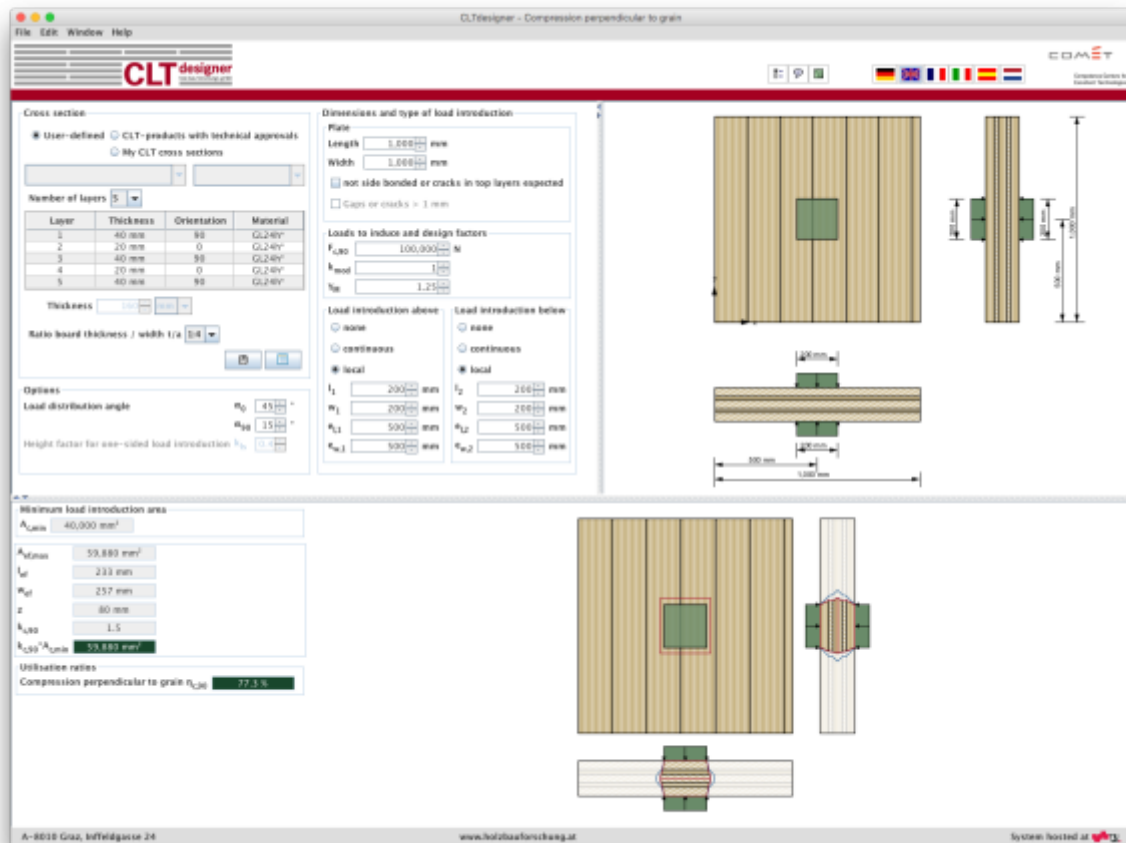 CLTdesigner - Compression perpendicular to grain
File Edit Window Help
CLT designer
COMET
Cross section
User-defined CLT-products with technical approvals
My CLT cross sections
Number of layers 5
Layer Thickness Orientation Material
1 40 mm 90 GL24h*
2 20 mm 0 GL24h*
3 40 mm 90 GL24h*
4 20 mm 0 GL24h*
5 40 mm 90 GL24h*
Thickness 160 mm
Ratio board thickness / width t/a 1:4
Options
Load distribution angle α0 45 °
α90 15 °
Height factor for one-sided load introduction
Dimensions and type of load introduction
Plate
Length 1,000 mm
Width 1,000 mm
not side bonded or cracks in top layers expected
Gaps or cracks > 1 mm
Loads to induce and design factors
Fc,90 100,000 N
kmod 1
γM 1.25
Load introduction above
none
continuous
local
l1 200 mm
w1 200 mm
el,1 500 mm
ew,1 500 mm
Load introduction below
none
continuous
local
l2 200 mm
w2 200 mm
el,2 500 mm
ew,2 500 mm
200 mm
200 mm
500 mm
1,000 mm
200 mm
200 mm
500 mm
1,000 mm
Minimum load introduction area
Ac,min 40,000 mm²
Aef,max 59,880 mm²
lef 233 mm
wef 257 mm
z 80 mm
kc,90 1.5
kc,90*Ac,min 59,880 mm²
Utilisation ratios
Compression perpendicular to grain ηc,90 77.3 %
A-8010 Graz, Inffeldgasse 24
www.holzbauforschung.at
System hosted at